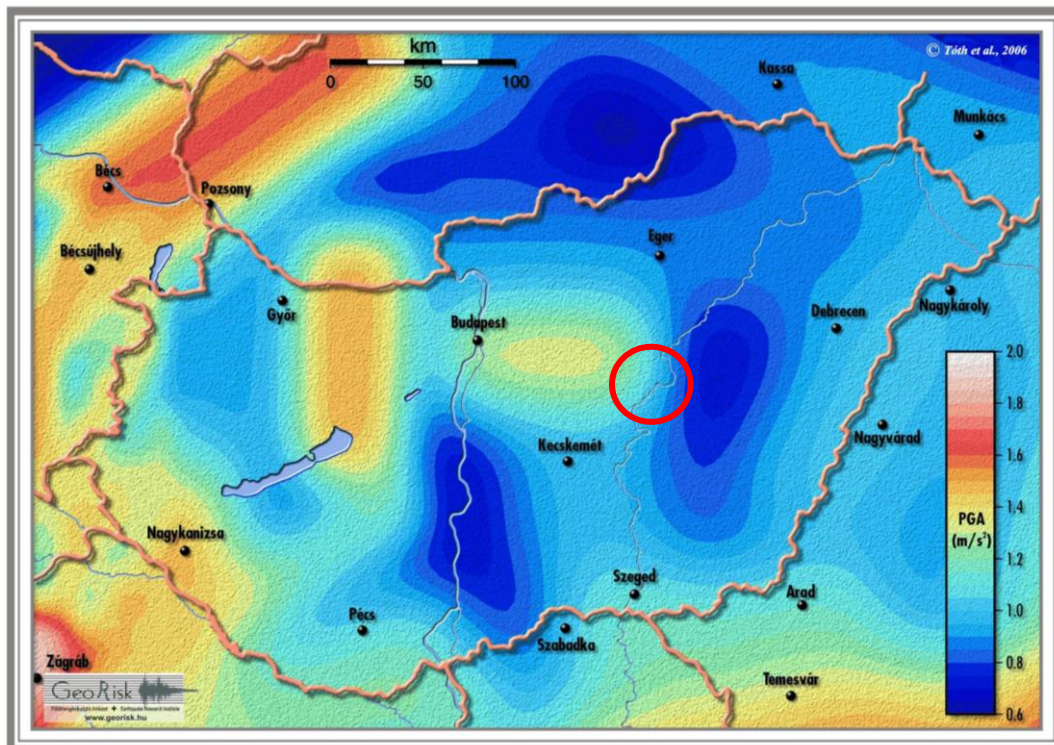 © Tóth et al., 2006
km
0 50 100
Kassa
Munkács
Bécs
Pozsony
Bécsújhely
Eger
Győr
Budapest
Debrecen
Nagykároly
Kecskemét
Nagyvárad
Nagykanizsa
Szeged
Arad
Pécs
Szabadka
Zágráb
Temesvár
2.0
1.8
1.6
1.4
PGA
(m/s²)
1.2
1.0
0.8
0.6
GeoRisk
www.georisk.hu